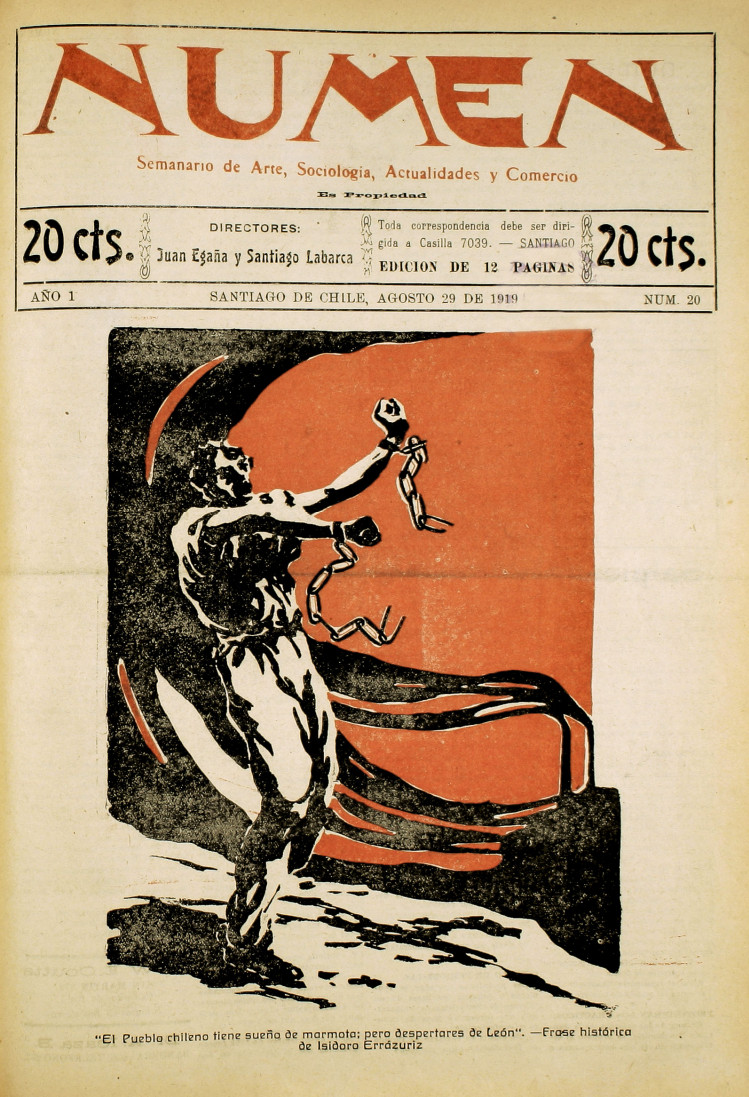 NUMEN
Semanario de Arte, Sociología, Actualidades y Comercio
Es Propiedad
20 cts.
DIRECTORES:
Juan Egaña y Santiago Labarca
Toda correspondencia debe ser diri-
gida a Casilla 7039. — SANTIAGO
EDICION DE 12 PAGINAS
20 cts.
AÑO 1
SANTIAGO DE CHILE, AGOSTO 29 DE 1919
NUM. 20
"El Pueblo chileno tiene sueño de marmota; pero despertares de León". —Frase histórica
de Isidoro Errázuriz